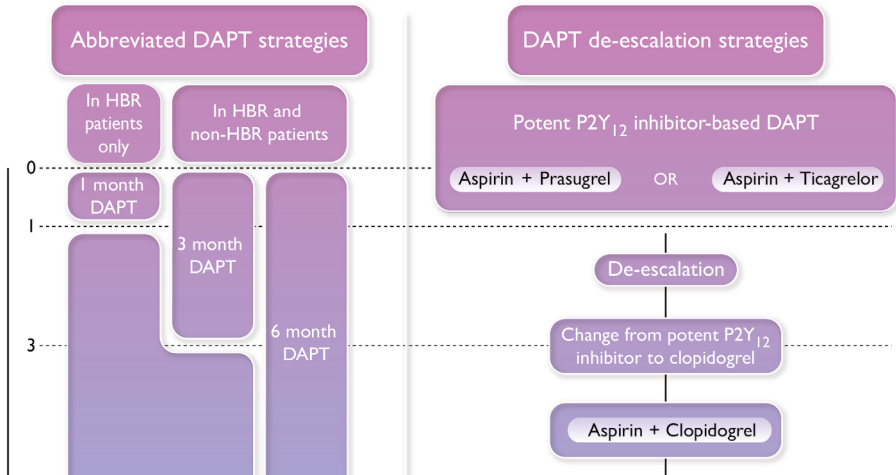 Abbreviated DAPT strategies
In HBR
patients
only
In HBR and
non-HBR patients
0
1 month
DAPT
1
3 month
DAPT
6 month
DAPT
3
DAPT de-escalation strategies
Potent P2Y₁₂ inhibitor-based DAPT
Aspirin + Prasugrel OR Aspirin + Ticagrelor
De-escalation
Change from potent P2Y₁₂
inhibitor to clopidogrel
Aspirin + Clopidogrel